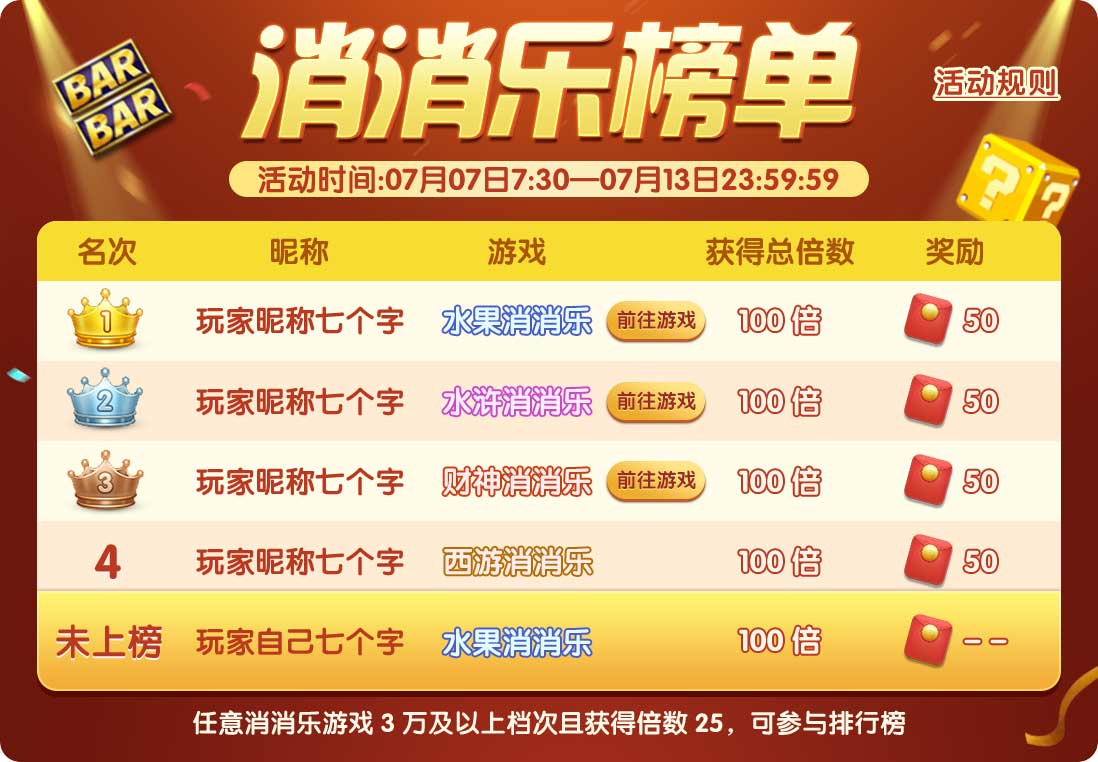 消消乐榜单
BAR
BAR
活动规则
活动时间:07月07日7:30—07月13日23:59:59
? ?
名次 昵称 游戏 获得总倍数 奖励
1 玩家昵称七个字 水果消消乐 前往游戏 100 倍 50
2 玩家昵称七个字 水浒消消乐 前往游戏 100 倍 50
3 玩家昵称七个字 财神消消乐 前往游戏 100 倍 50
4 玩家昵称七个字 西游消消乐 100 倍 50
未上榜 玩家自己七个字 水果消消乐 100 倍 – –
任意消消乐游戏 3 万及以上档次且获得倍数 25，可参与排行榜